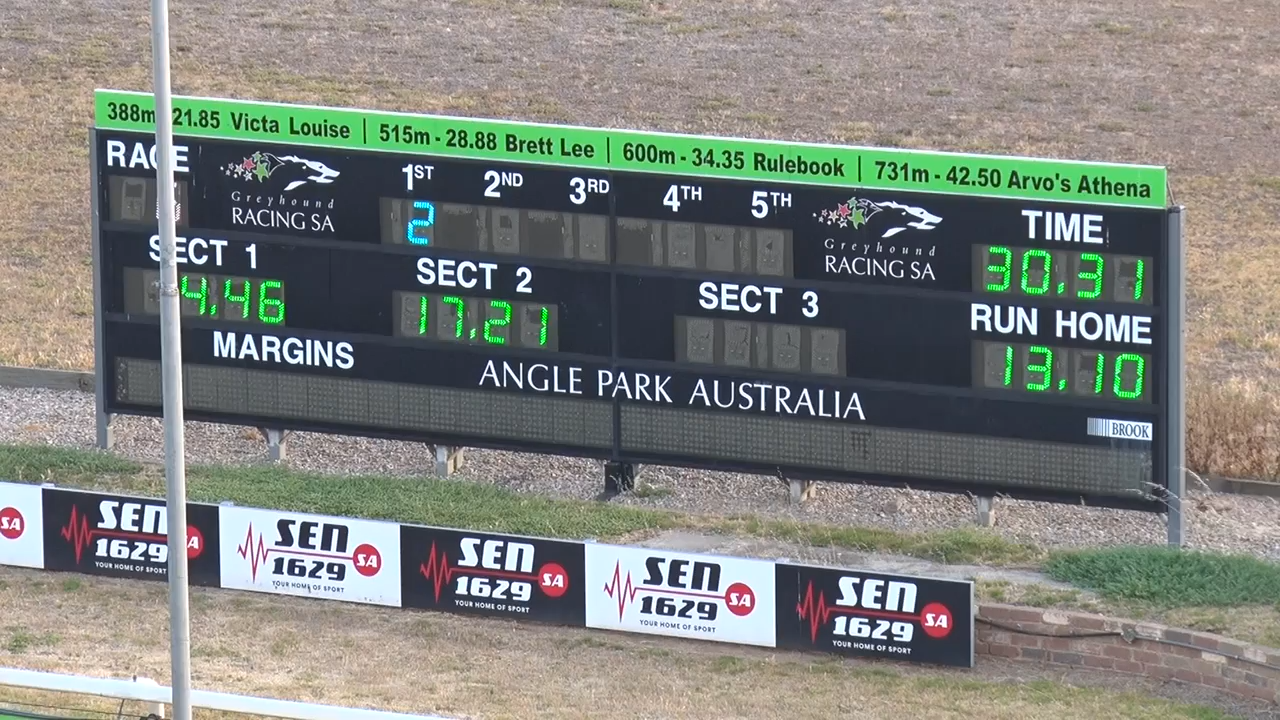 388m - 21.85 Victa Louise | 515m - 28.88 Brett Lee | 600m - 34.35 Rulebook | 731m - 42.50 Arvo's Athena
RACE
Greyhound
RACING SA
1ST 2ND 3RD 4TH 5TH
2
Greyhound
RACING SA
TIME
30.31
SECT 1
4.46
SECT 2
17.21
SECT 3
RUN HOME
13.10
MARGINS
ANGLE PARK AUSTRALIA
BROOK
SA
SEN
1629 SA
YOUR HOME OF SPORT
SEN
1629 SA
YOUR HOME OF SPORT
SEN
1629 SA
YOUR HOME OF SPORT
SEN
1629 SA
YOUR HOME OF SPORT
SEN
1629 SA
YOUR HOME OF SPORT